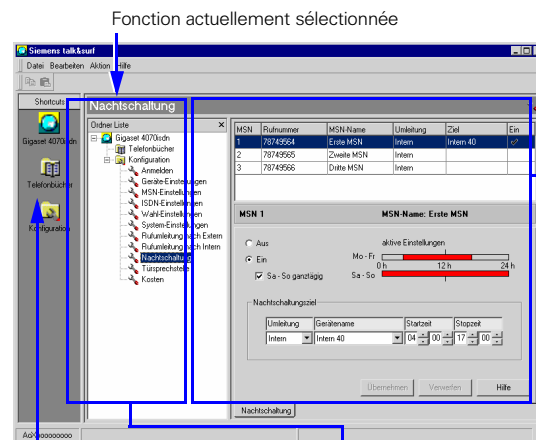 Fonction actuellement sélectionnée
Siemens talk&surf
Datei Bearbeiten Aktion Hilfe
Shortcuts
Nachtschaltung
Gigaset 4070isdn
Telefonbücher
Konfiguration
Ordner Liste
Gigaset 4070isdn
Telefonbücher
Konfiguration
Anmelden
Geräte-Einstellungen
MSN-Einstellungen
ISDN-Einstellungen
Wahl-Einstellungen
System-Einstellungen
Rufumleitung nach Extern
Rufumleitung nach Intern
Nachtschaltung
Türsprechstelle
Kosten
MSN Rufnummer MSN-Name Umleitung Ziel Ein
1 78749564 Erste MSN Intern Intern 40
2 78749565 Zweite MSN Intern
3 78749566 Dritte MSN Intern
MSN 1 MSN-Name: Erste MSN
Aus
Ein
Sa - So ganztägig
aktive Einstellungen
Mo - Fr
0 h 12 h 24 h
Sa - So
Nachtschaltungsziel
Umleitung Gerätename Startzeit Stopzeit
Intern Intern 40 04 00 17 00
Übernehmen Verwerfen Hilfe
Nachtschaltung